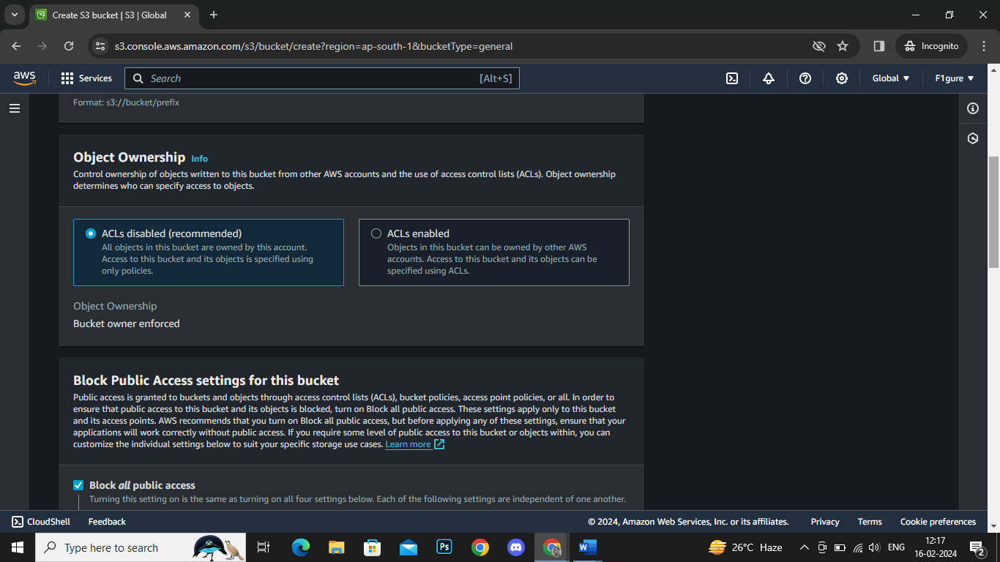 Create S3 bucket | S3 | Global
s3.console.aws.amazon.com/s3/bucket/create?region=ap-south-1&bucketType=general
Incognito
aws
Services
Search
[Alt+S]
Global
F1gure
Format: s3://bucket/prefix
Object Ownership Info
Control ownership of objects written to this bucket from other AWS accounts and the use of access control lists (ACLs). Object ownership
determines who can specify access to objects.
ACLs disabled (recommended)
All objects in this bucket are owned by this account.
Access to this bucket and its objects is specified using
only policies.
ACLs enabled
Objects in this bucket can be owned by other AWS
accounts. Access to this bucket and its objects can be
specified using ACLs.
Object Ownership
Bucket owner enforced
Block Public Access settings for this bucket
Public access is granted to buckets and objects through access control lists (ACLs), bucket policies, access point policies, or all. In order to
ensure that public access to this bucket and its objects is blocked, turn on Block all public access. These settings apply only to this bucket
and its access points. AWS recommends that you turn on Block all public access, but before applying any of these settings, ensure that your
applications will work correctly without public access. If you require some level of public access to this bucket or objects within, you can
customize the individual settings below to suit your specific storage use cases. Learn more
Block all public access
Turning this setting on is the same as turning on all four settings below. Each of the following settings are independent of one another.
CloudShell
Feedback
© 2024, Amazon Web Services, Inc. or its affiliates.
Privacy
Terms
Cookie preferences
Type here to search
Ps
W
26°C Haze
ENG
12:17
16-02-2024
2